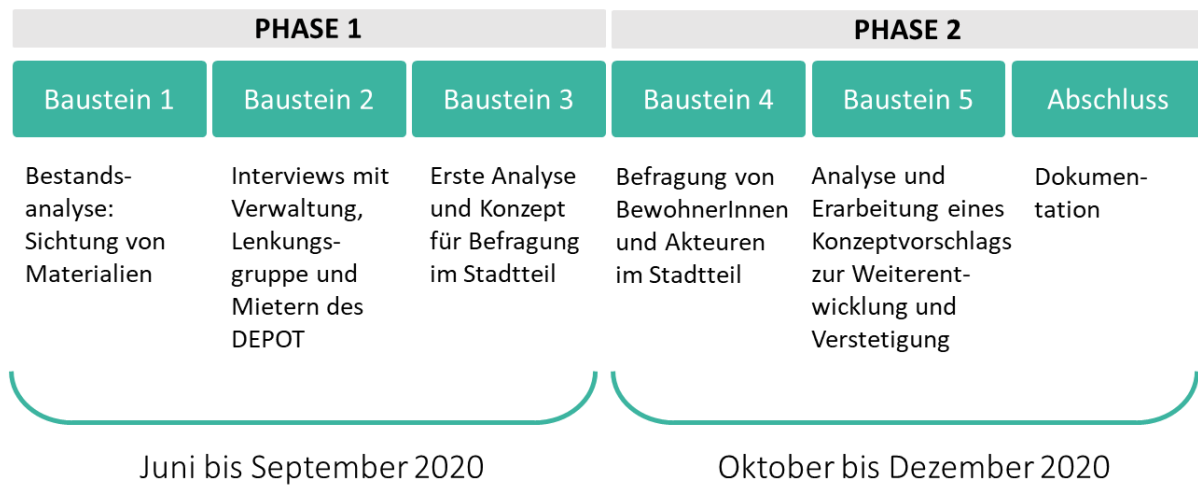 PHASE 1
PHASE 2
Baustein 1
Baustein 2
Baustein 3
Baustein 4
Baustein 5
Abschluss
Bestands-
analyse:
Sichtung von
Materialien
Interviews mit
Verwaltung,
Lenkungs-
gruppe und
Mietern des
DEPOT
Erste Analyse
und Konzept
für Befragung
im Stadtteil
Befragung von
BewohnerInnen
und Akteuren
im Stadtteil
Analyse und
Erarbeitung eines
Konzeptvorschlags
zur Weiterent-
wicklung und
Verstetigung
Dokumen-
tation
Juni bis September 2020
Oktober bis Dezember 2020